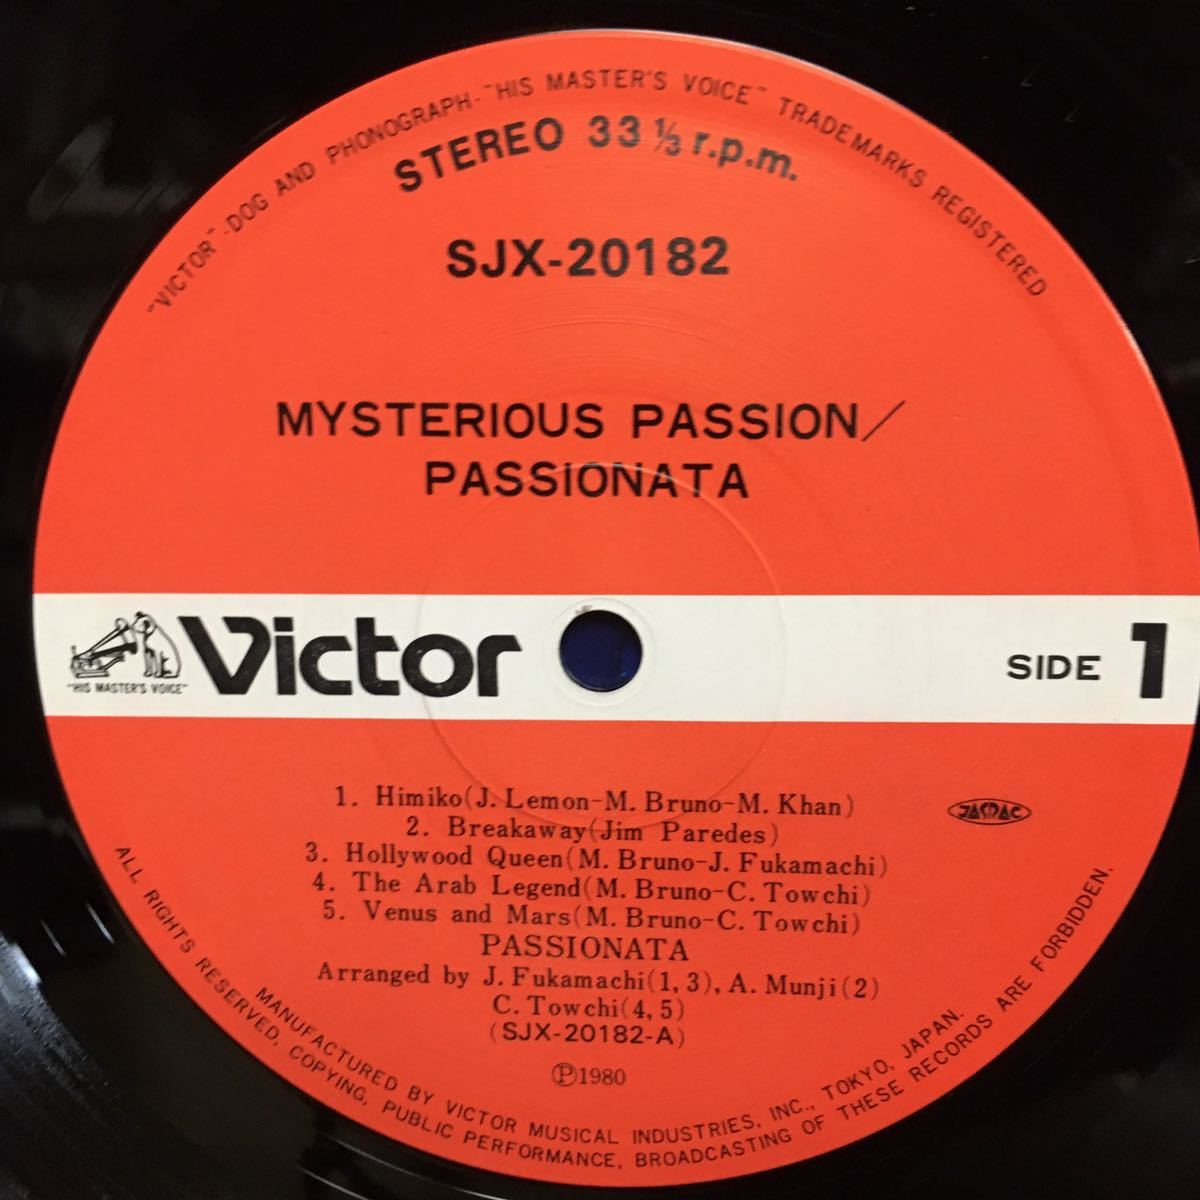 "VICTOR"-DOG AND PHONOGRAPH-"HIS MASTER'S VOICE" TRADEMARKS REGISTERED
STEREO 33 1/3 r.p.m.
SJX-20182
MYSTERIOUS PASSION/
PASSIONATA
"HIS MASTER'S VOICE"
Victor
SIDE 1
1. Himiko(J. Lemon-M. Bruno-M. Khan)
2. Breakaway(Jim Paredes)
3. Hollywood Queen(M. Bruno-J. Fukamachi)
4. The Arab Legend(M. Bruno-C. Towchi)
5. Venus and Mars(M. Bruno-C. Towchi)
JASRAC
PASSIONATA
Arranged by J. Fukamachi(1,3), A. Munji(2)
C. Towchi(4,5)
(SJX-20182-A)
Ⓟ1980
MANUFACTURED BY VICTOR MUSICAL INDUSTRIES, INC., TOKYO, JAPAN.
ALL RIGHTS RESERVED, COPYING, PUBLIC PERFORMANCE, BROADCASTING OF THESE RECORDS ARE FORBIDDEN.